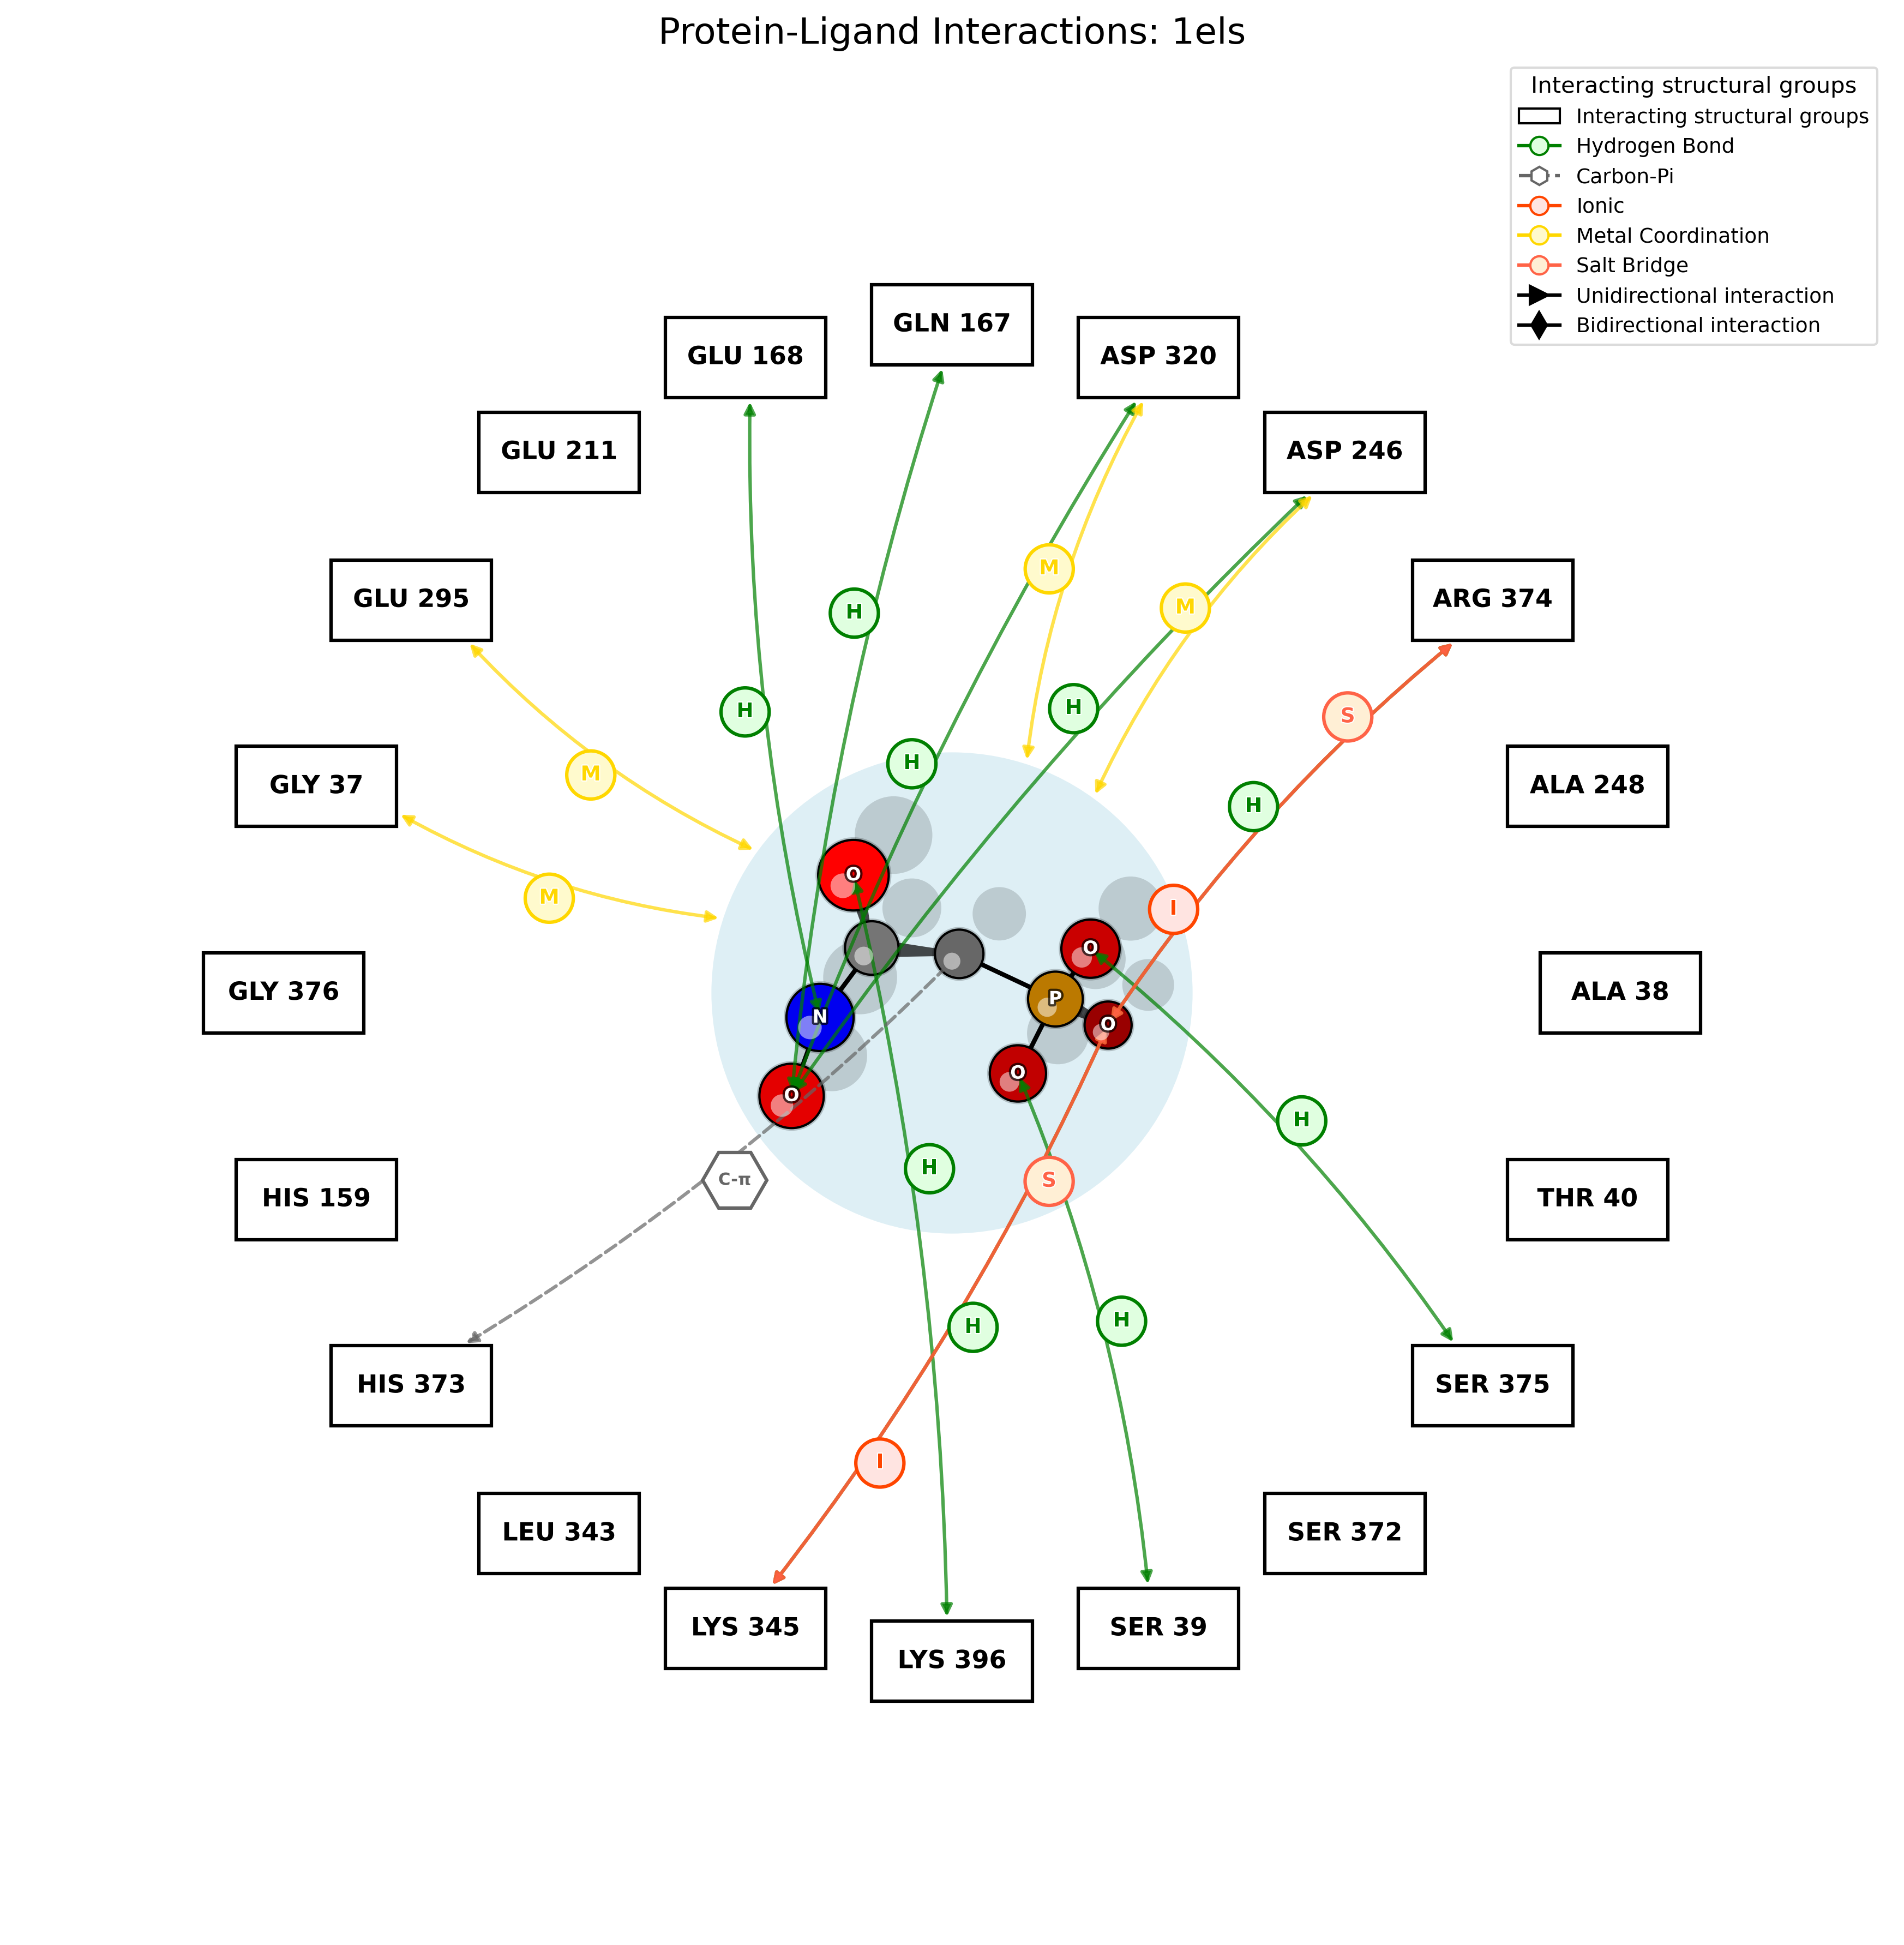 Protein-Ligand Interactions: 1els
Interacting structural groups
Interacting structural groups
Hydrogen Bond
Carbon-Pi
Ionic
Metal Coordination
Salt Bridge
Unidirectional interaction
Bidirectional interaction
GLN 167
GLU 168
ASP 320
GLU 211
ASP 246
M
GLU 295
ARG 374
M
H
H
H
S
H
M
GLY 37
ALA 248
H
O
M
I
O
GLY 376
ALA 38
P
N
O
O
O
H
H
C-π
S
HIS 159
THR 40
H
H
HIS 373
SER 375
I
LEU 343
SER 372
LYS 345
SER 39
LYS 396